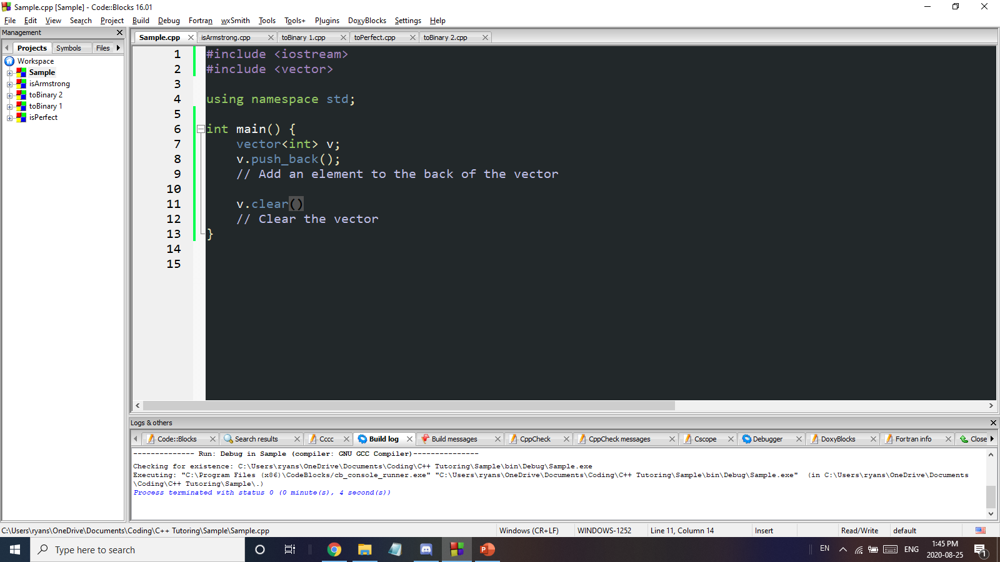 Sample.cpp [Sample] - Code::Blocks 16.01
File Edit View Search Project Build Debug Fortran wxSmith Tools Tools+ Plugins DoxyBlocks Settings Help
Management
Projects Symbols Files
Workspace
Sample
isArmstrong
toBinary 2
toBinary 1
isPerfect
Sample.cpp isArmstrong.cpp toBinary 1.cpp toPerfect.cpp toBinary 2.cpp
1 #include <iostream>
2 #include <vector>
3
4 using namespace std;
5
6 int main() {
7 vector<int> v;
8 v.push_back();
9 // Add an element to the back of the vector
10
11 v.clear()
12 // Clear the vector
13 }
14
15
Logs & others
Code::Blocks Search results Cccc Build log Build messages CppCheck CppCheck messages Cscope Debugger DoxyBlocks Fortran info Close
-------------- Run: Debug in Sample (compiler: GNU GCC Compiler)---------------
Checking for existence: C:\Users\ryans\OneDrive\Documents\Coding\C++ Tutoring\Sample\bin\Debug\Sample.exe
Executing: "C:\Program Files (x86)\CodeBlocks/cb_console_runner.exe" "C:\Users\ryans\OneDrive\Documents\Coding\C++ Tutoring\Sample\bin\Debug\Sample.exe"  (in C:\Users\ryans\OneDrive\Documents
\Coding\C++ Tutoring\Sample\.)
Process terminated with status 0 (0 minute(s), 4 second(s))
C:\Users\ryans\OneDrive\Documents\Coding\C++ Tutoring\Sample\Sample.cpp Windows (CR+LF) WINDOWS-1252 Line 11, Column 14 Insert Read/Write default
Type here to search
EN ENG 1:45 PM
2020-08-25
1